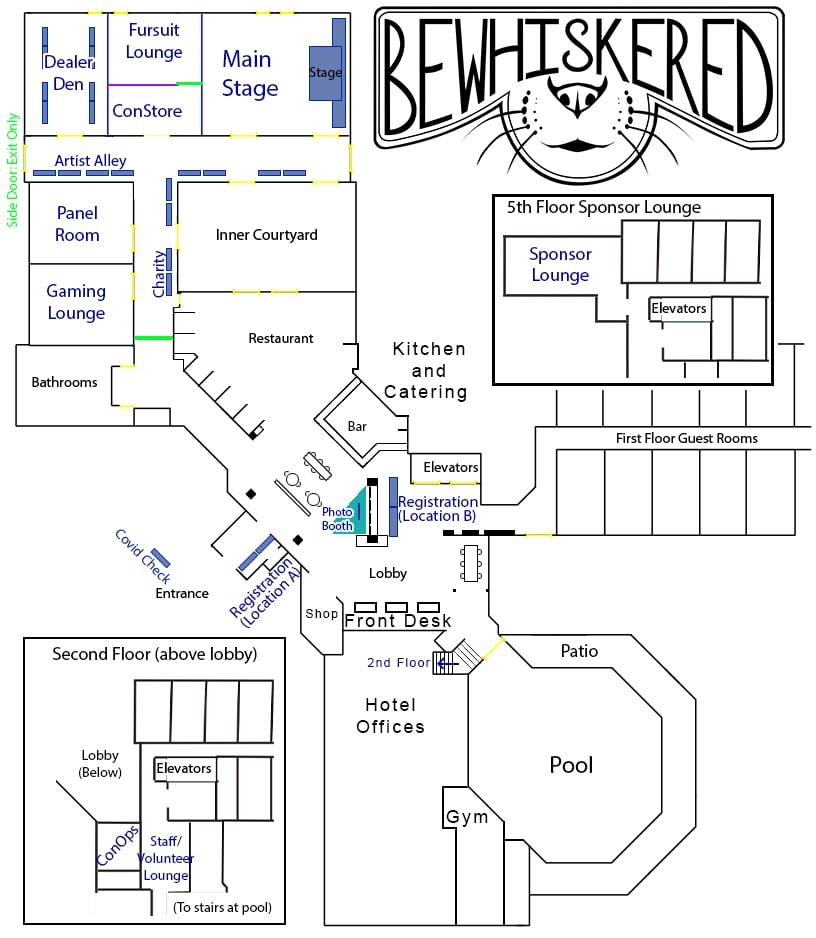 BEWHISKERED
Dealer
Den
Fursuit
Lounge
ConStore
Main
Stage
Stage
Side Door: Exit Only
Artist Alley
Panel
Room
Gaming
Lounge
Charity
Inner Courtyard
5th Floor Sponsor Lounge
Sponsor
Lounge
Elevators
Restaurant
Kitchen
and
Catering
Bathrooms
Bar
First Floor Guest Rooms
Elevators
Registration
(Location B)
Photo
Booth
Covid Check
Entrance
Registration
(Location A)
Lobby
Shop
Front Desk
2nd Floor
Patio
Hotel
Offices
Pool
Gym
Second Floor (above lobby)
Lobby
(Below)
Elevators
ConOps
Staff/
Volunteer
Lounge
(To stairs at pool)